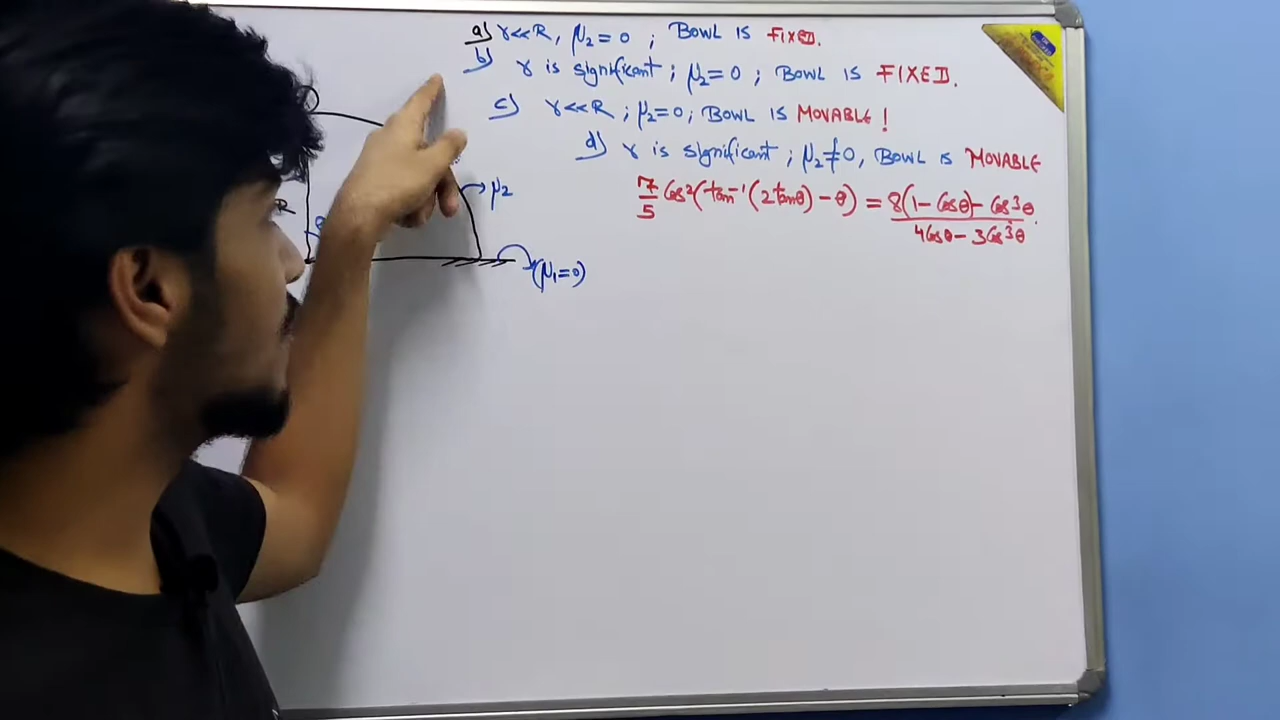 a) r<<R, μ₂ = 0 ; BOWL IS FIXED.
b) r is significant ; μ₂ = 0 ; BOWL IS FIXED.
c) r<<R ; μ₂=0; BOWL IS MOVABLE!
d) r is significant ; μ₂≠0, BOWL IS MOVABLE
7/5 Cos²(tan⁻¹(2tanθ) - θ) = 8(1 - Cosθ) - Cos³θ / 4Cosθ - 3Cos³θ.
μ₂
R
θ
(μ₁=0)